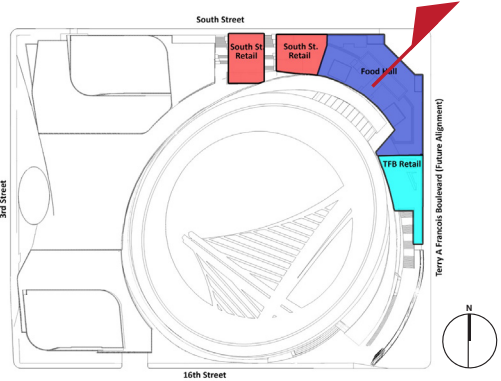 South Street
South St.
Retail
South St.
Retail
Food Hall
TFB Retail
3rd Street
Terry A Francois Boulevard (Future Alignment)
N
16th Street